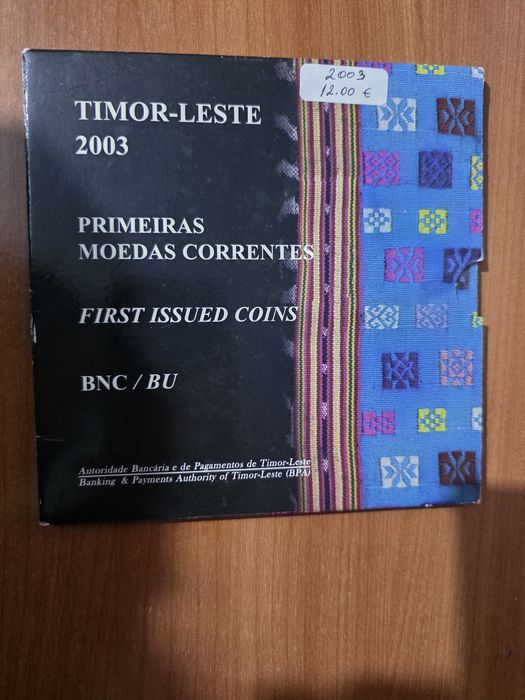 2003
12.00 €
TIMOR-LESTE
2003
PRIMEIRAS
MOEDAS CORRENTES
FIRST ISSUED COINS
BNC / BU
Autoridade Bancária e de Pagamentos de Timor-Leste
Banking & Payments Authority of Timor-Leste (BPA)